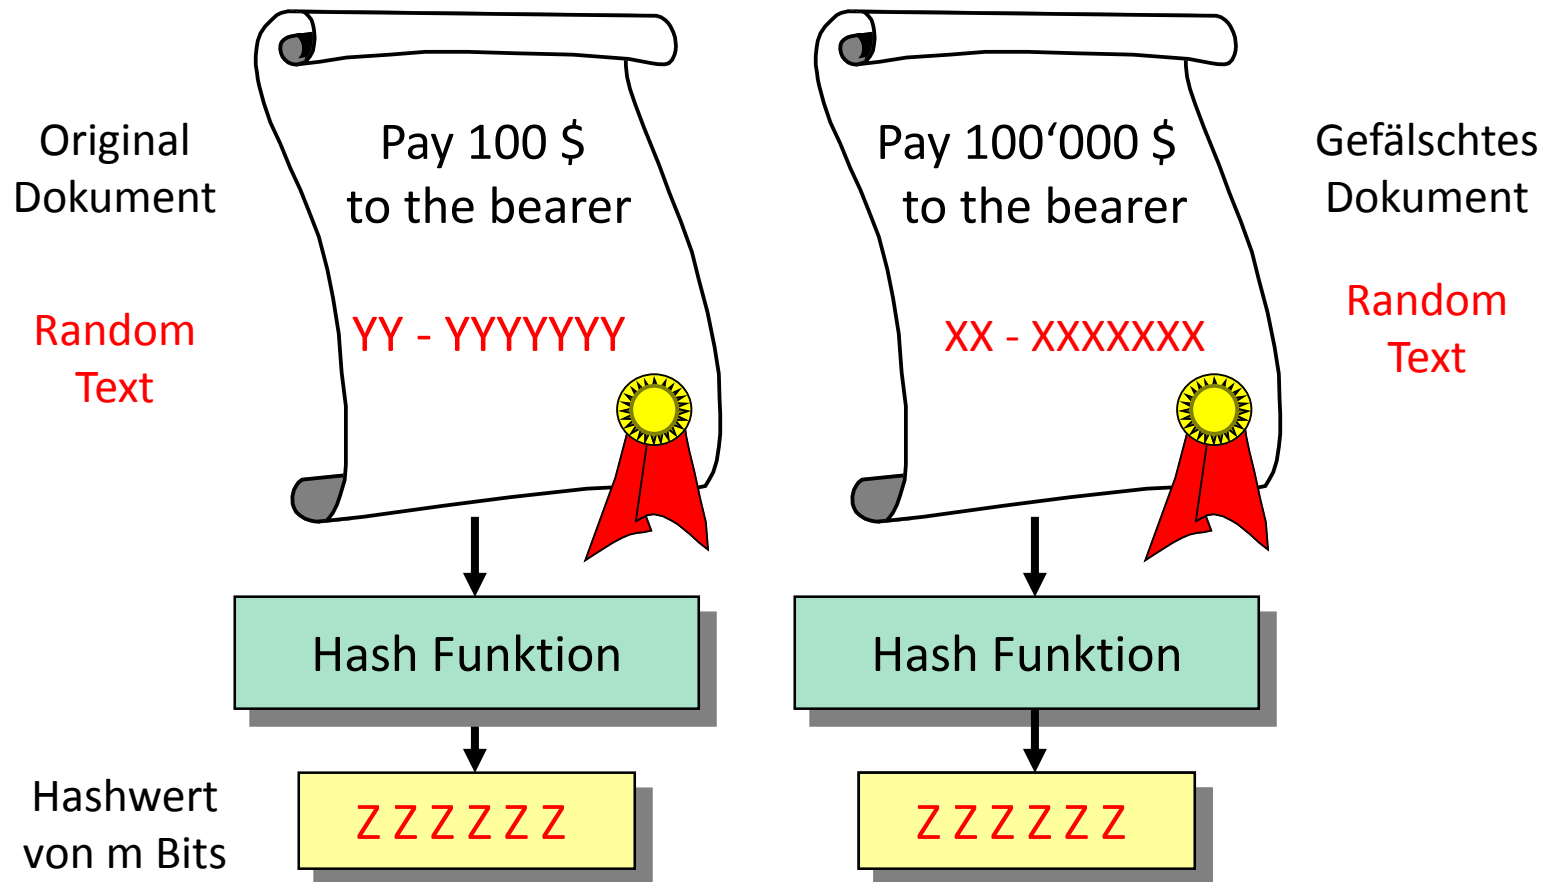 Original
Dokument
Pay 100 $
to the bearer
Pay 100‘000 $
to the bearer
Gefälschtes
Dokument
Random
Text
YY - YYYYYYY
XX - XXXXXXX
Random
Text
Hash Funktion
Hash Funktion
Hashwert
von m Bits
Z Z Z Z Z Z
Z Z Z Z Z Z